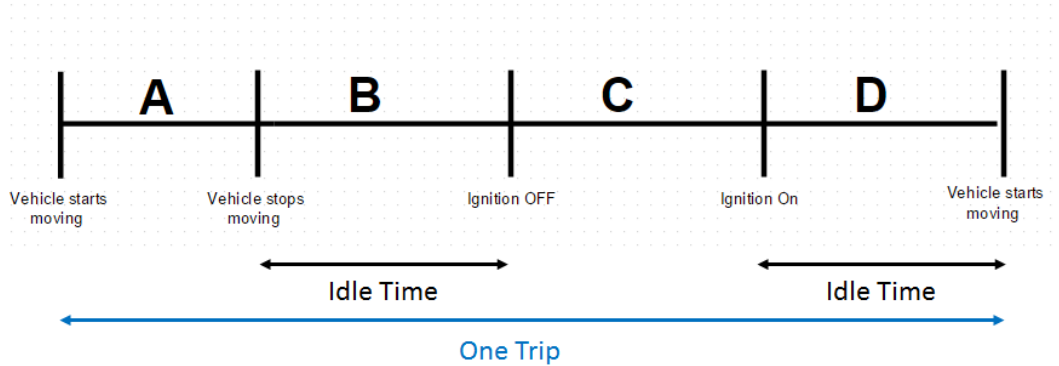 A B C D
Vehicle starts
moving
Vehicle stops
moving
Ignition OFF
Ignition On
Vehicle starts
moving
Idle Time
Idle Time
One Trip